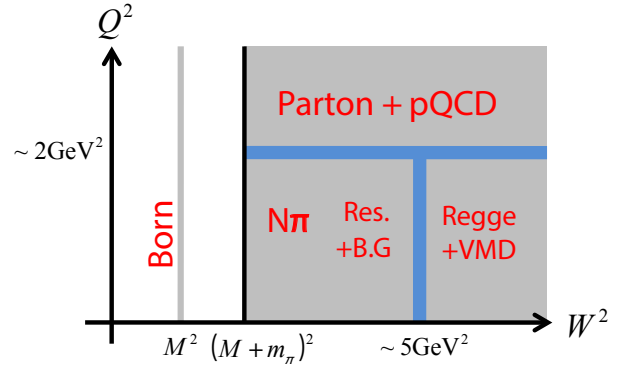 Q²
Parton + pQCD
~ 2GeV²
Born
Nπ
Res.
+B.G
Regge
+VMD
W²
M²
(M + m_π)²
~ 5GeV²